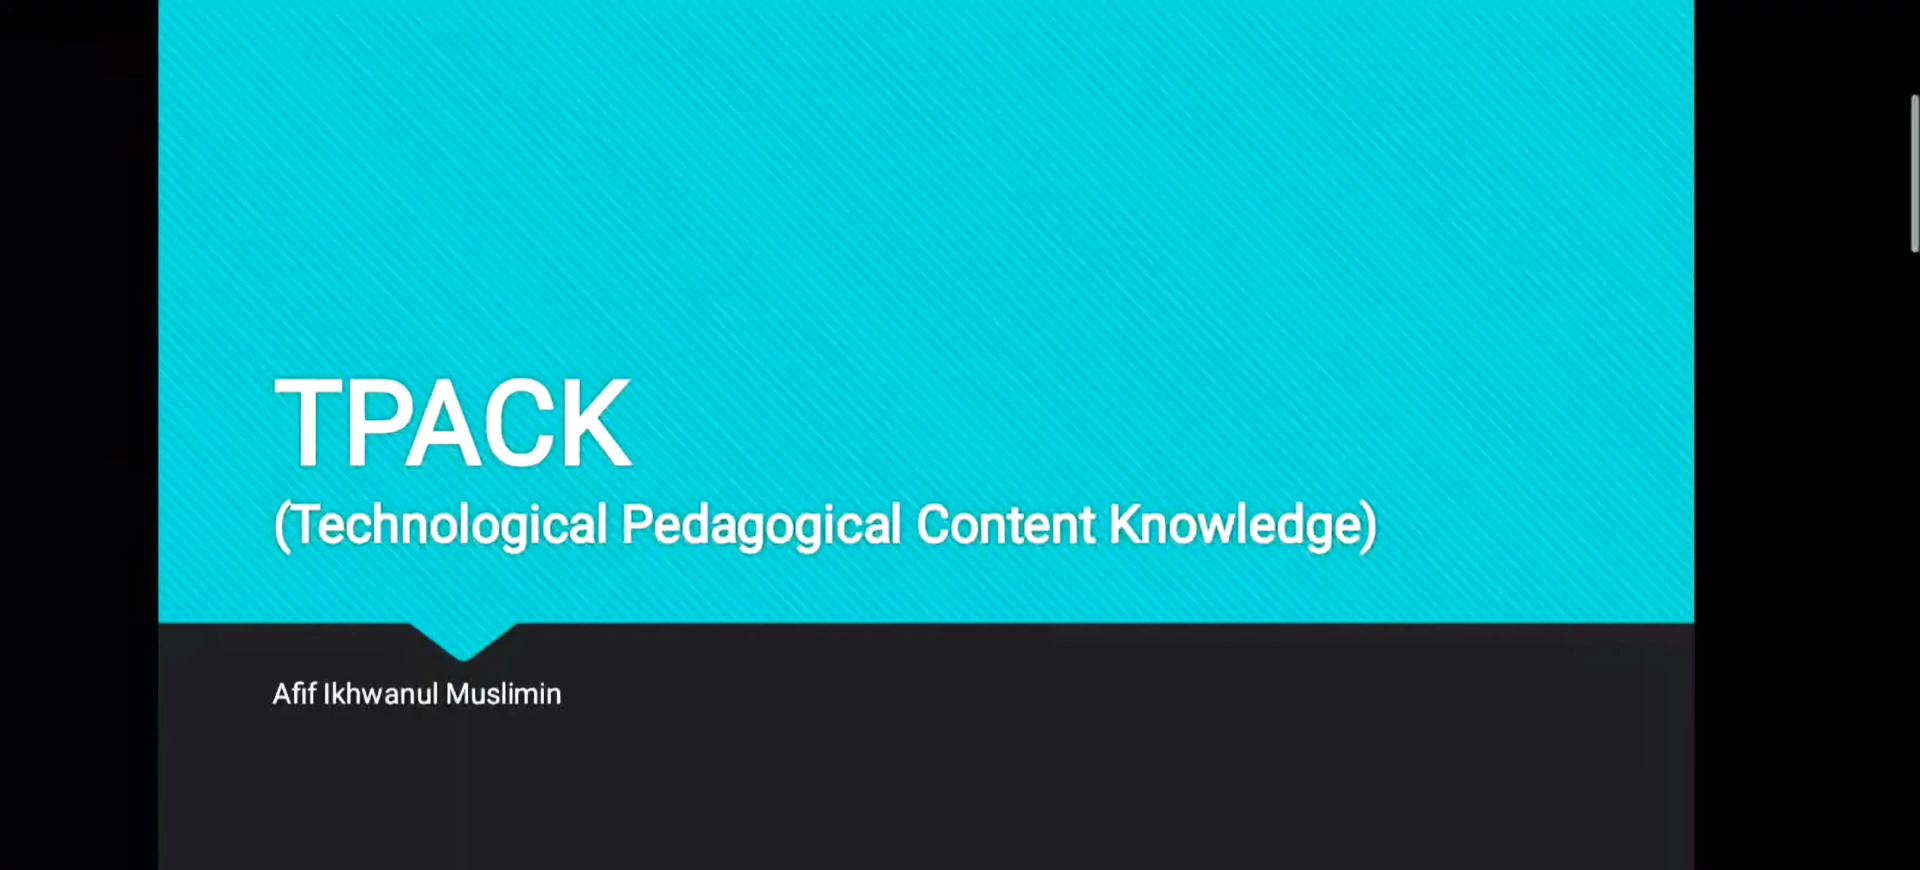 TPACK
(Technological Pedagogical Content Knowledge)
Afif Ikhwanul Muslimin